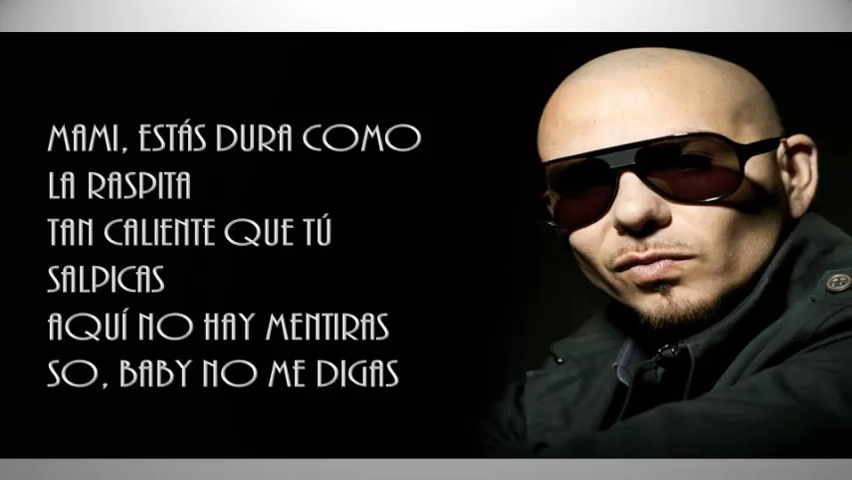 MAMI, ESTÁS DURA COMO
LA RASPITA
TAN CALIENTE QUE TÚ
SALPICAS
AQUÍ NO HAY MENTIRAS
SO, BABY NO ME DIGAS